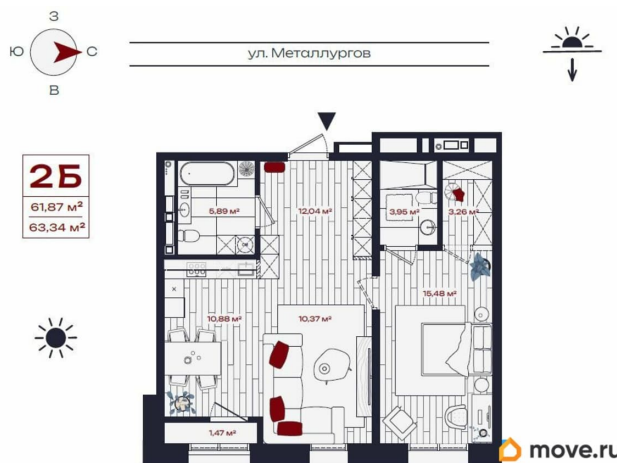 З
Ю
С
В
ул. Металлургов
2Б
61,87 м²
63,34 м²
5,89 м²
12,04 м²
3,95 м²
3,26 м²
15,48 м²
10,88 м²
10,37 м²
1,47 м²
move.ru